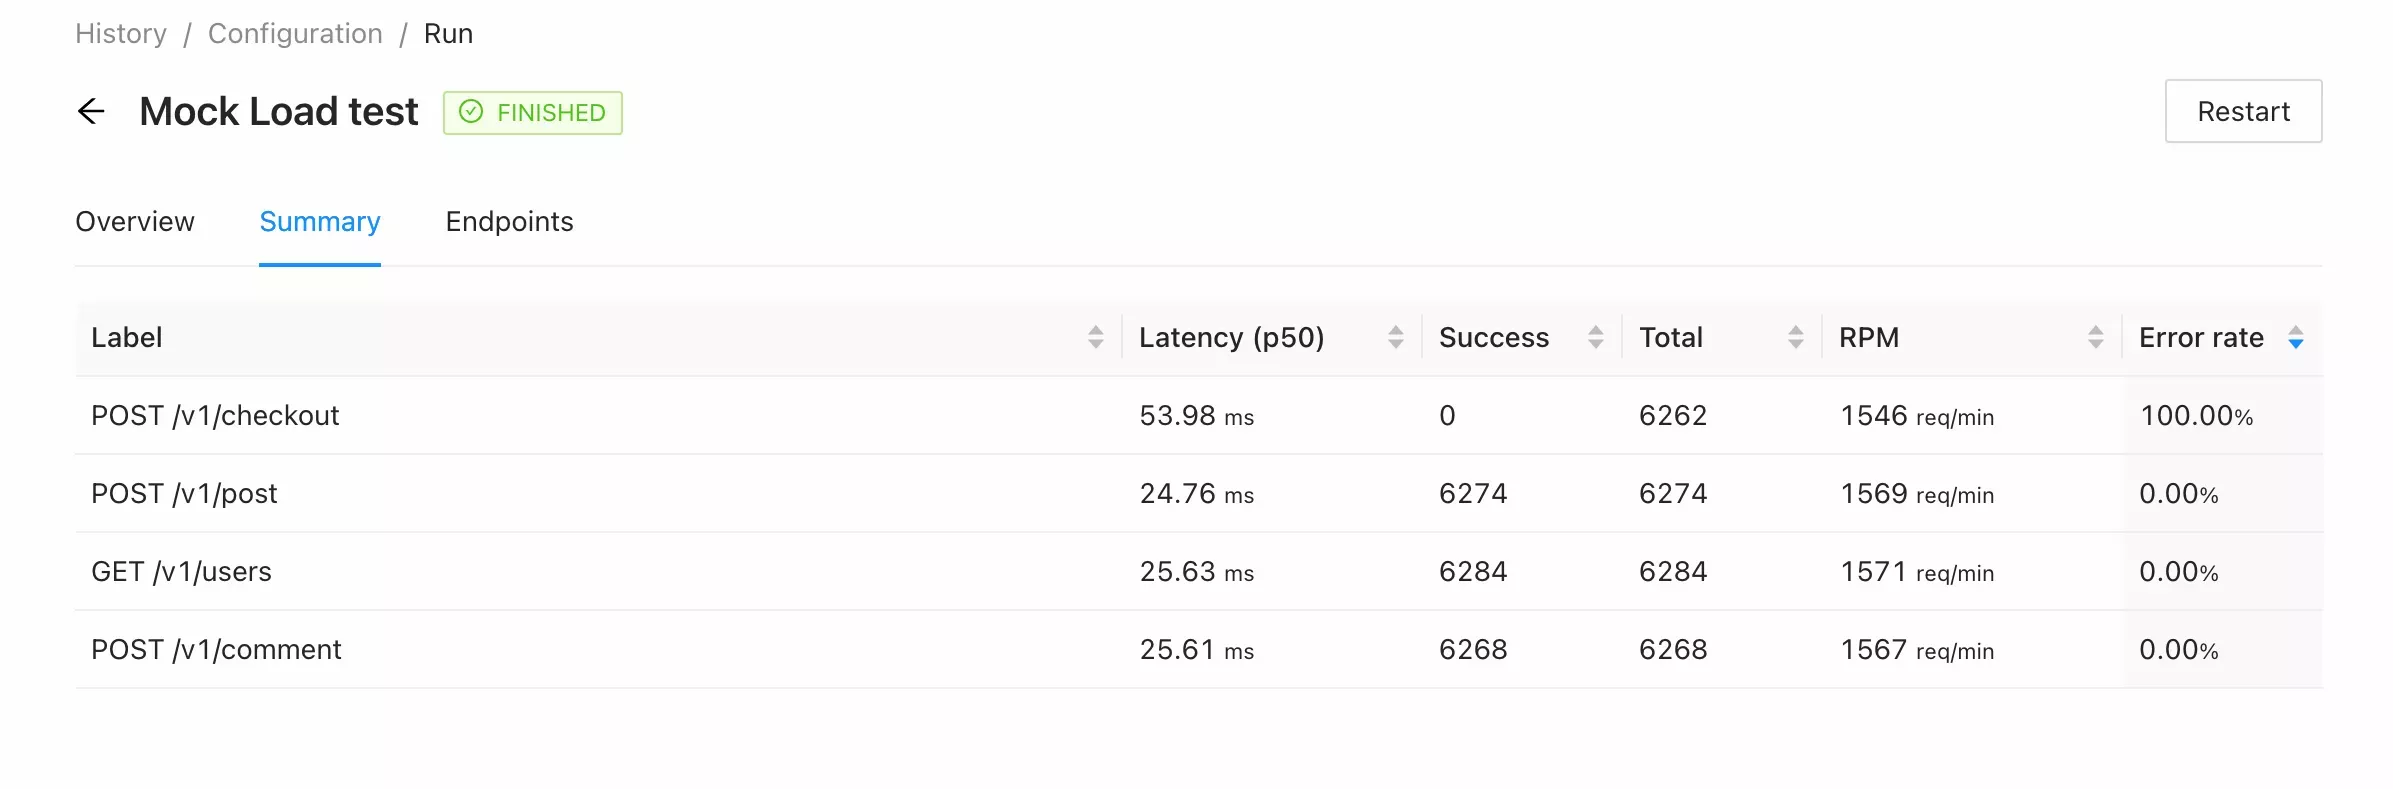 History / Configuration / Run
Mock Load test FINISHED Restart
Overview Summary Endpoints
Label Latency (p50) Success Total RPM Error rate
POST /v1/checkout 53.98 ms 0 6262 1546 req/min 100.00%
POST /v1/post 24.76 ms 6274 6274 1569 req/min 0.00%
GET /v1/users 25.63 ms 6284 6284 1571 req/min 0.00%
POST /v1/comment 25.61 ms 6268 6268 1567 req/min 0.00%